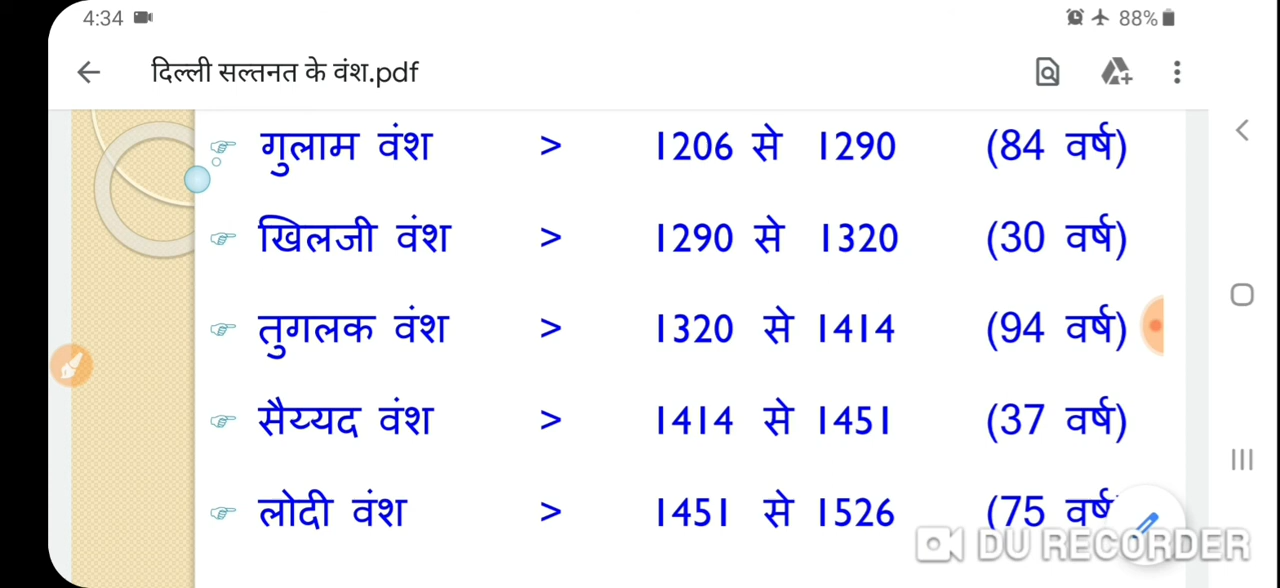 4:34 88%
दिल्ली सल्तनत के वंश.pdf
गुलाम वंश > 1206 से 1290 (84 वर्ष)
खिलजी वंश > 1290 से 1320 (30 वर्ष)
तुगलक वंश > 1320 से 1414 (94 वर्ष)
सैय्यद वंश > 1414 से 1451 (37 वर्ष)
लोदी वंश > 1451 से 1526 (75 वर्ष
DU RECORDER